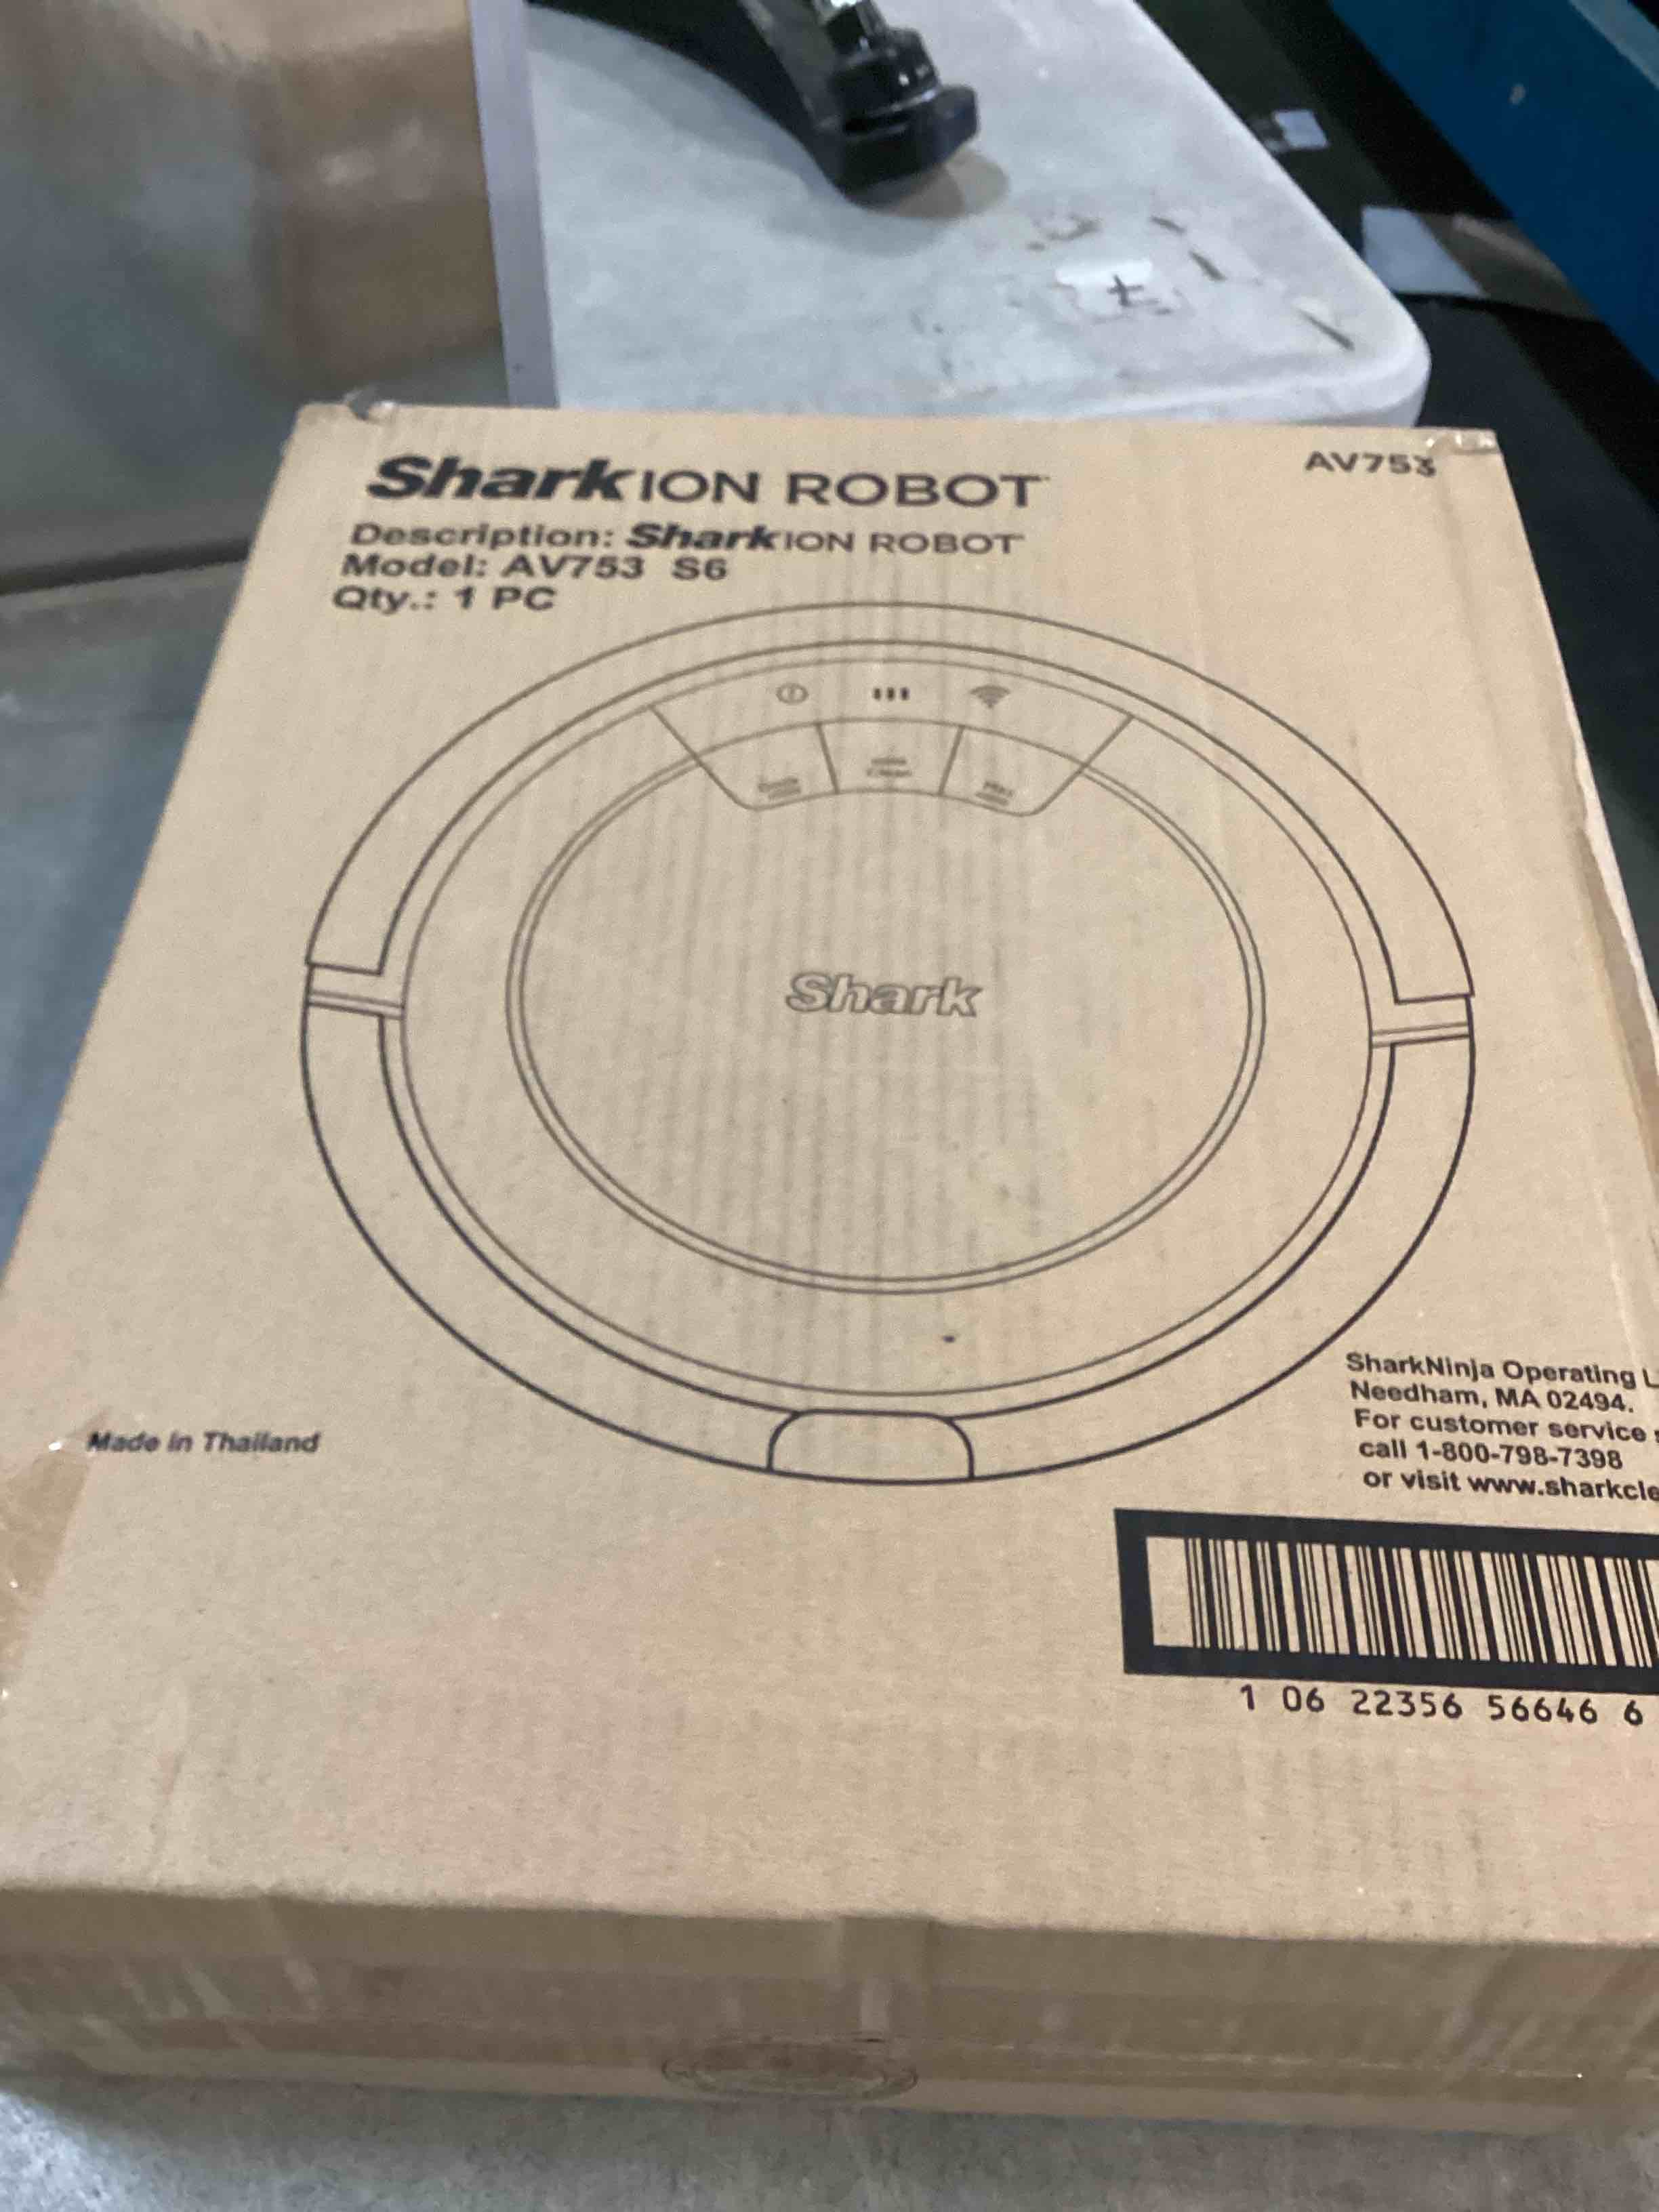 Shark ION ROBOT
AV753
Description: Shark ION ROBOT
Model: AV753 S6
Qty.: 1 PC
Clean
Shark
SharkNinja Operating
Needham, MA 02494.
For customer service
call 1-800-798-7398
or visit www.sharkcle
Made in Thailand
1 06 22356 56646 6